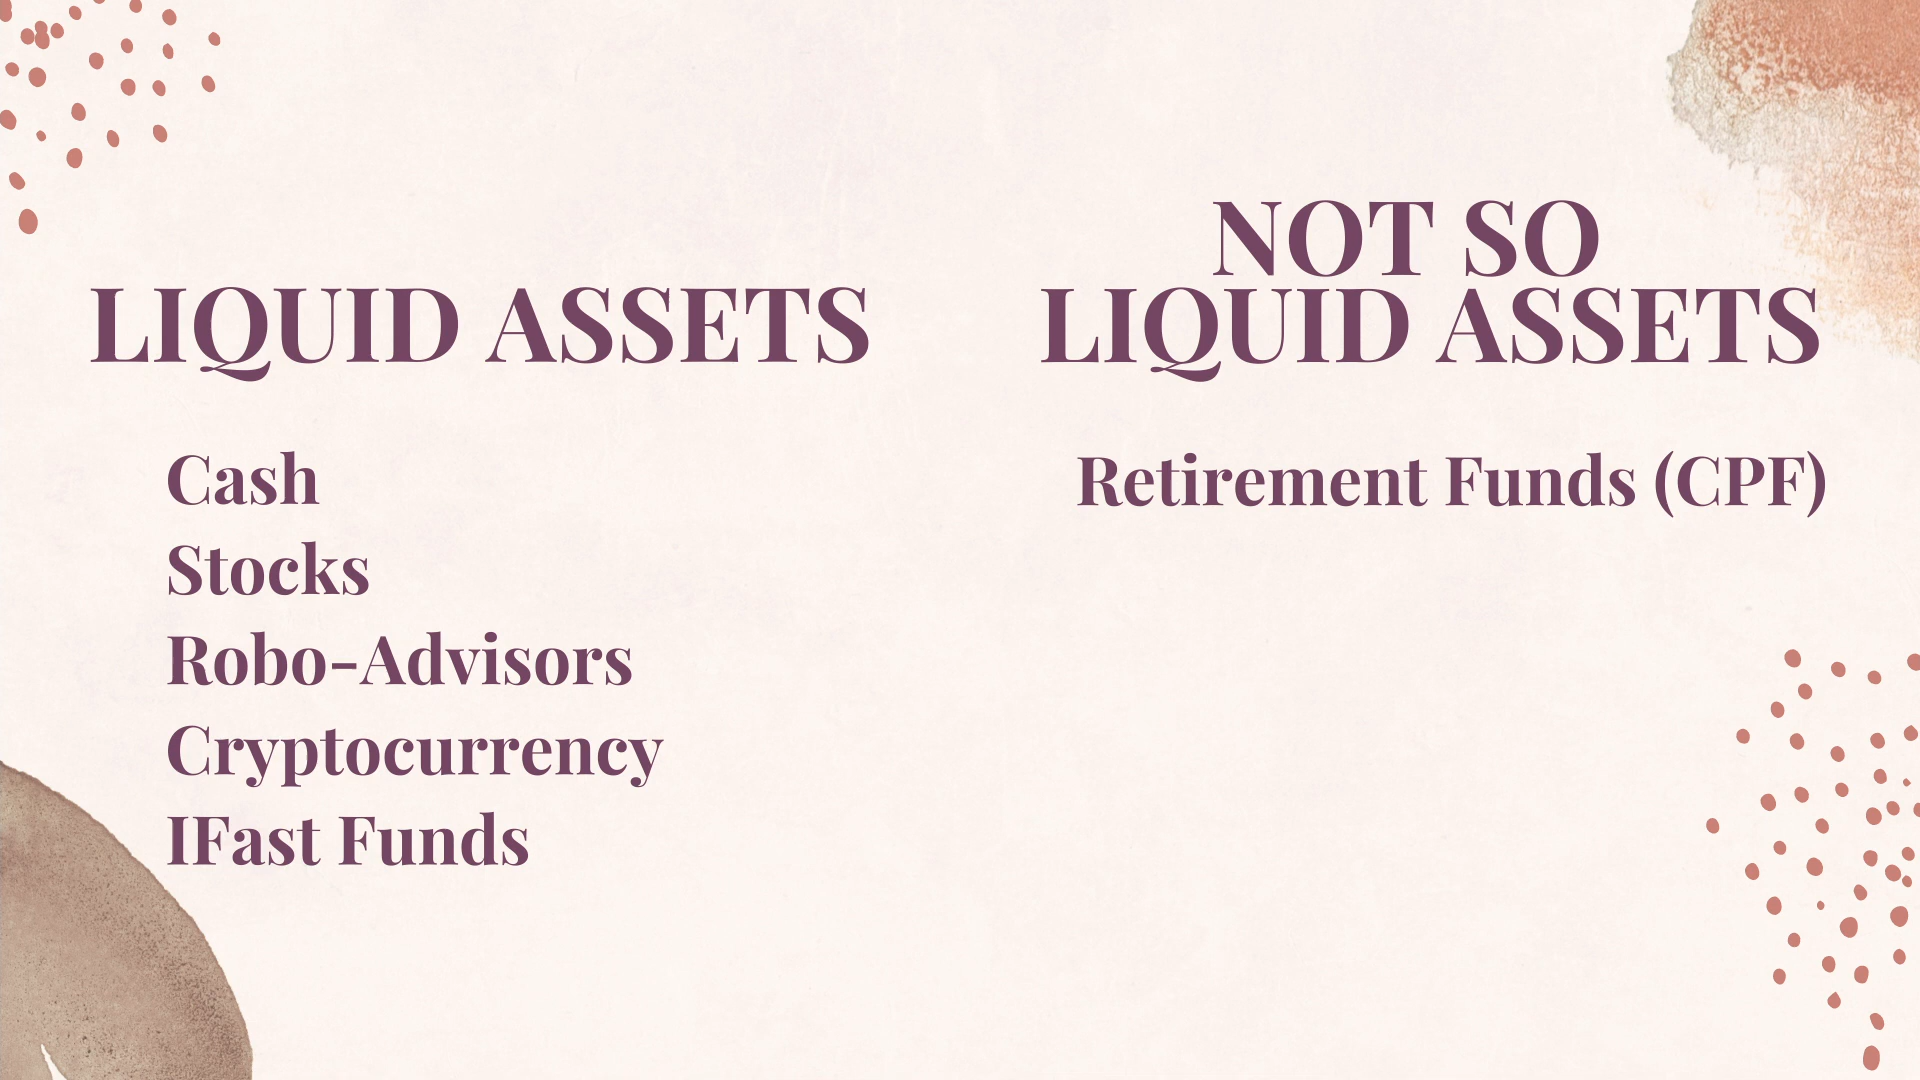 LIQUID ASSETS
Cash
Stocks
Robo-Advisors
Cryptocurrency
IFast Funds
NOT SO
LIQUID ASSETS
Retirement Funds (CPF)